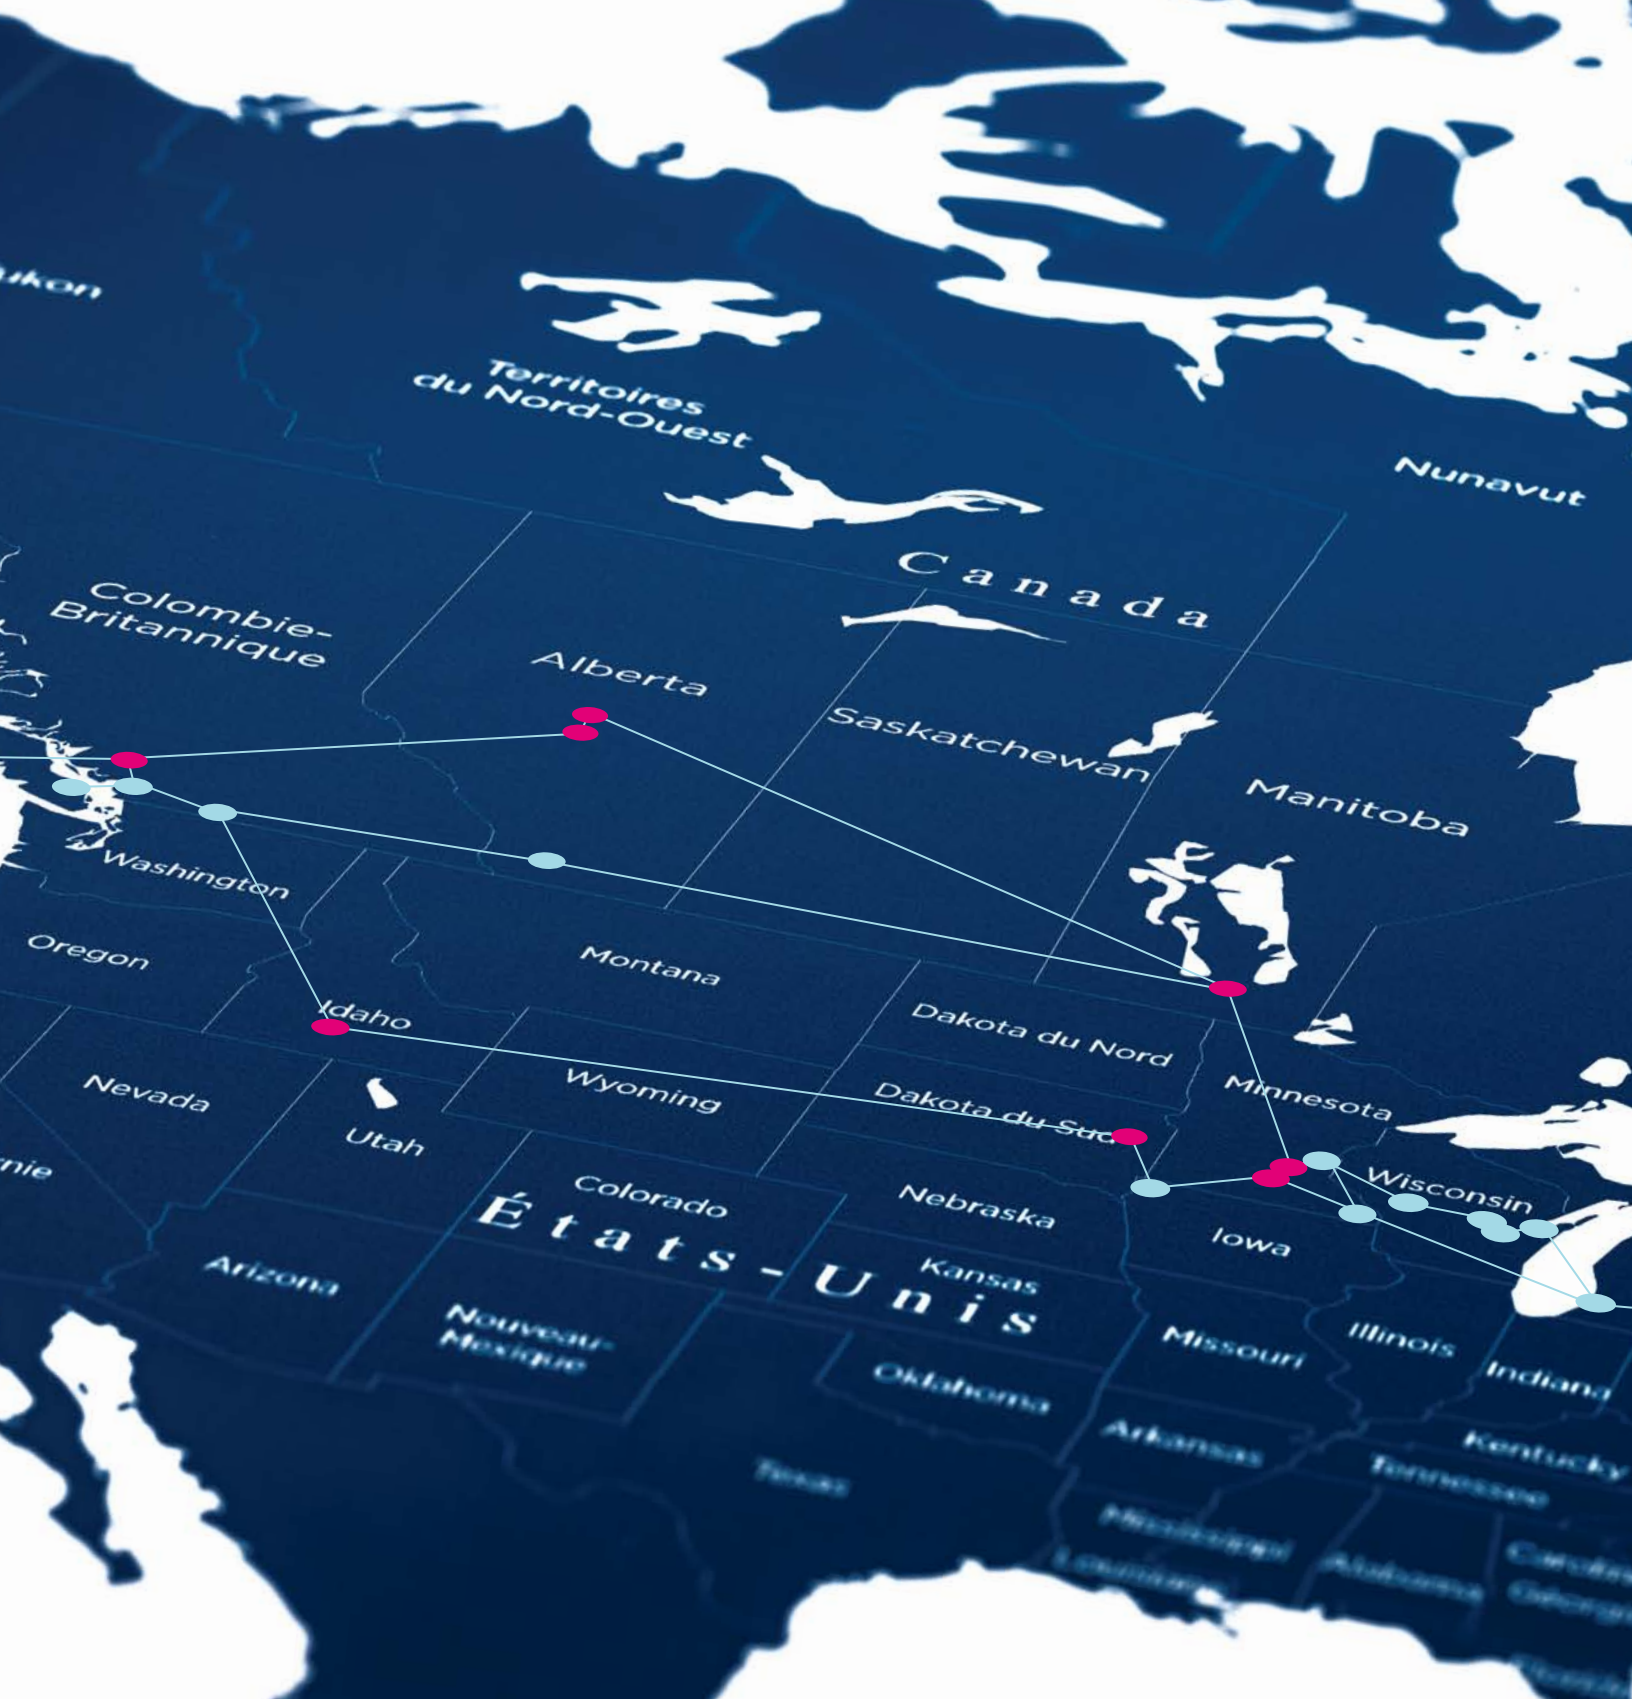 ukon
Territoires
du Nord-Ouest
Nunavut
Canada
Colombie-
Britannique
Alberta
Saskatchewan
Manitoba
Washington
Oregon
Idaho
Montana
Dakota du Nord
Dakota du Sud
Minnesota
Wisconsin
Nevada
Utah
Wyoming
nie
Colorado
Nebraska
Iowa
États-Unis
Arizona
Nouveau-
Mexique
Kansas
Oklahoma
Missouri
Illinois
Indiana
Texas
Arkansas
Kentucky
Tennessee
Mississippi
Alabama